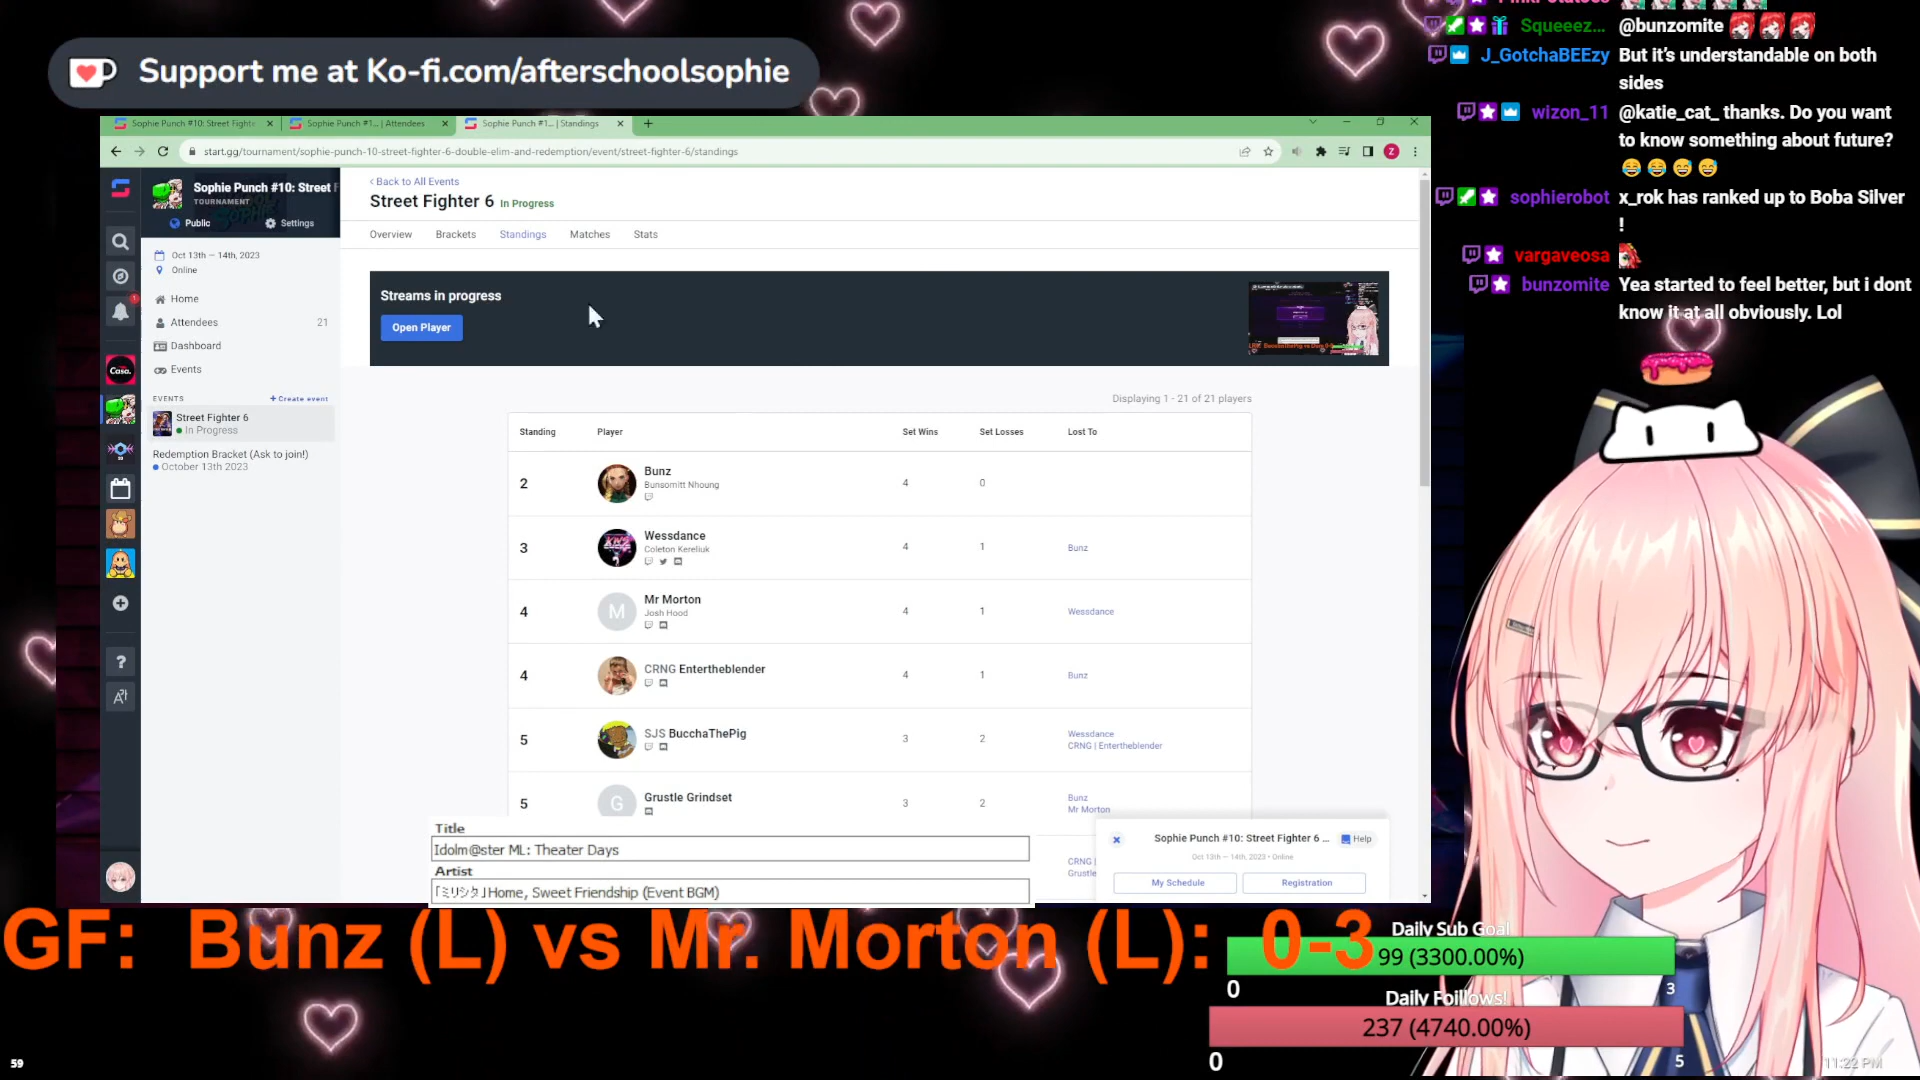 Support me at Ko-fi.com/afterschoolsophie
Squeeez... @bunzomite
J_GotchaBEEzy But it's understandable on both
sides
wizon_11 @katie_cat_ thanks. Do you want
to know something about future?
sophierobot x_rok has ranked up to Boba Silver
!
vargaveosa
bunzomite Yea started to feel better, but i dont
know it at all obviously. Lol
Sophie Punch #10: Street Fighte
Sophie Punch #1... | Attendees
Sophie Punch #1... | Standings
start.gg/tournament/sophie-punch-10-street-fighter-6-double-elim-and-redemption/event/street-fighter-6/standings
Z
Sophie Punch #10: Street F
TOURNAMENT
Public
Settings
Oct 13th — 14th, 2023
Online
Home
Attendees 21
Dashboard
Events
EVENTS
+ Create event
Street Fighter 6
In Progress
Redemption Bracket (Ask to join!)
October 13th 2023
Casa.
1
?
< Back to All Events
Street Fighter 6 In Progress
Overview Brackets Standings Matches Stats
Streams in progress
Open Player
Displaying 1 - 21 of 21 players
Standing Player Set Wins Set Losses Lost To
2 Bunz 4 0
Bunsomitt Nhoung
3 Wessdance 4 1 Bunz
Coleton Kereliuk
4 M Mr Morton 4 1 Wessdance
Josh Hood
4 CRNG Entertheblender 4 1 Bunz
5 SJS BucchaThePig 3 2 Wessdance
CRNG | Entertheblender
5 G Grustle Grindset 3 2 Bunz
Mr Morton
CRNG |
Grustle
Sophie Punch #10: Street Fighter 6 ...
Help
Oct 13th — 14th, 2023 • Online
My Schedule
Registration
Title
Idolm@ster ML: Theater Days
Artist
「ミリシタ」Home, Sweet Friendship (Event BGM)
GF: Bunz (L) vs Mr. Morton (L): 0-3
Daily Sub Goal
99 (3300.00%)
0 3
Daily Foillows!
237 (4740.00%)
0 5
59
11:22 PM